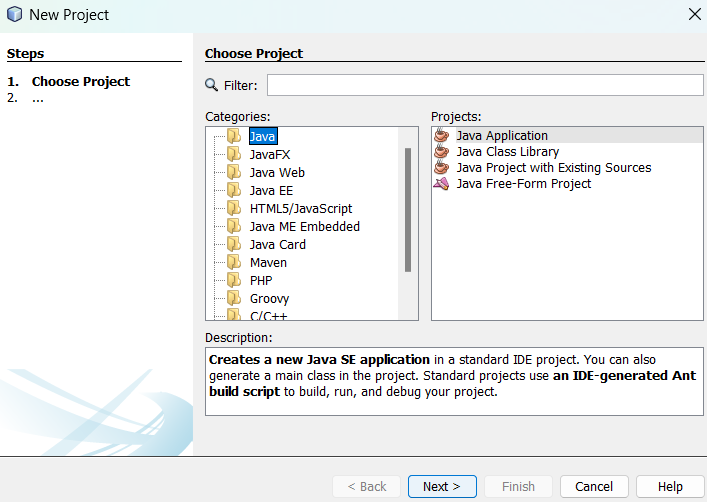 New Project
Steps
1. Choose Project
2. ...
Choose Project
Filter:
Categories:
Java
JavaFX
Java Web
Java EE
HTML5/JavaScript
Java ME Embedded
Java Card
Maven
PHP
Groovy
C/C++
Projects:
Java Application
Java Class Library
Java Project with Existing Sources
Java Free-Form Project
Description:
Creates a new Java SE application in a standard IDE project. You can also
generate a main class in the project. Standard projects use an IDE-generated Ant
build script to build, run, and debug your project.
< Back
Next >
Finish
Cancel
Help